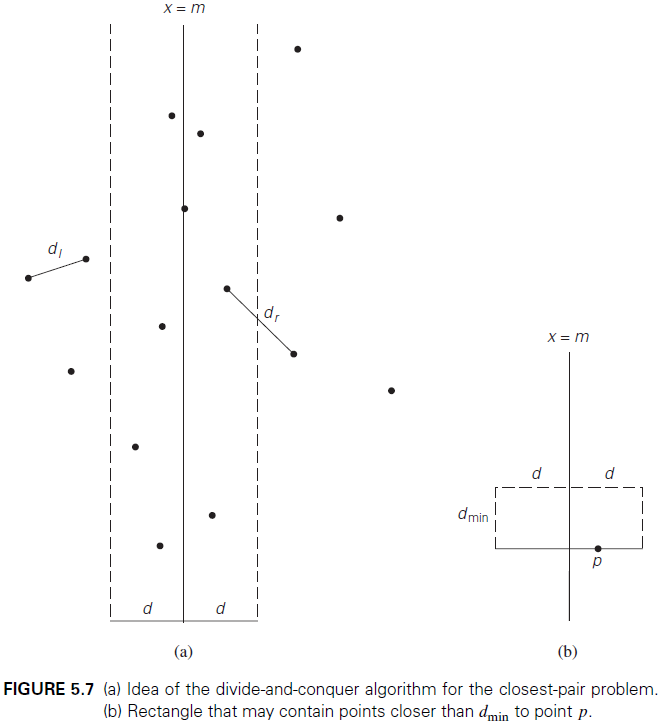 x = m
d_l
d_r
d
d
(a)
x = m
d
d
d_min
p
(b)
FIGURE 5.7 (a) Idea of the divide-and-conquer algorithm for the closest-pair problem.
(b) Rectangle that may contain points closer than d_min to point p.